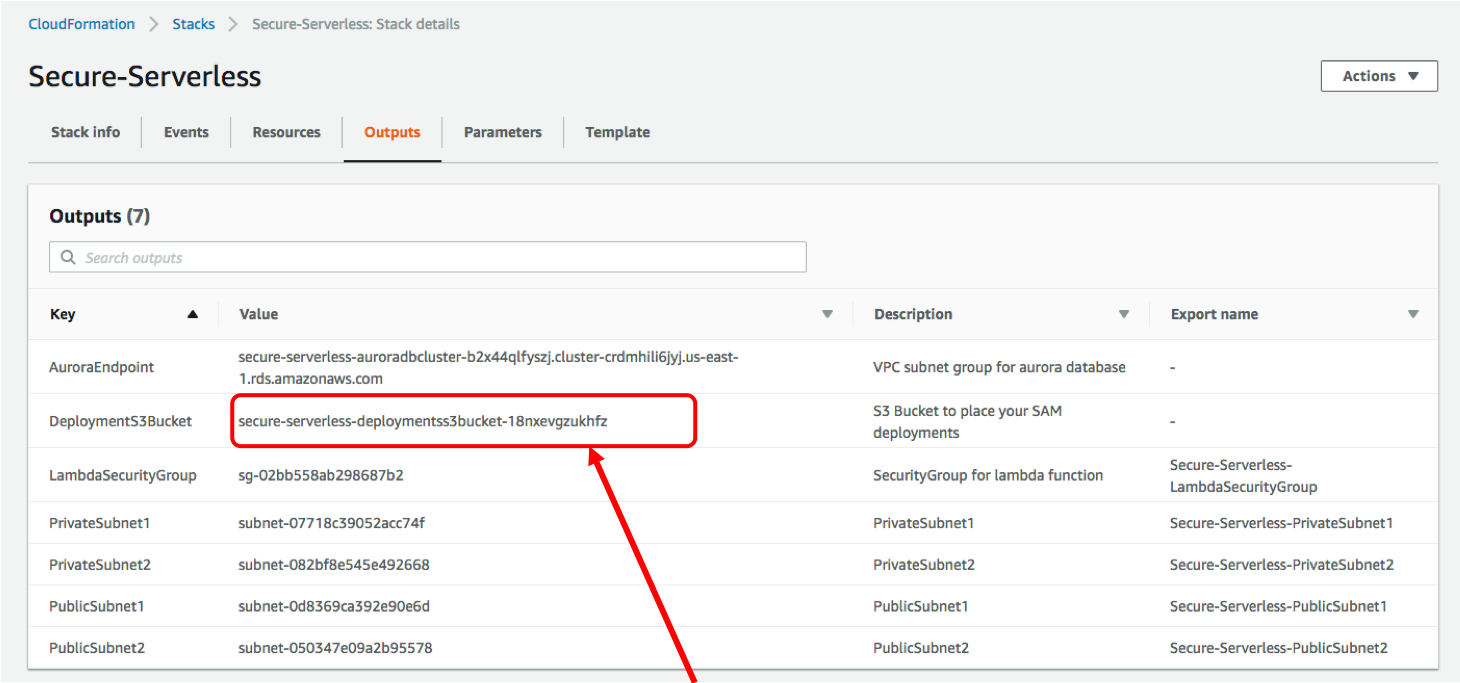 CloudFormation > Stacks > Secure-Serverless: Stack details
Secure-Serverless
Actions ▼
Stack info Events Resources Outputs Parameters Template
Outputs (7)
Search outputs
Key ▲ Value ▼ Description ▼ Export name ▼
AuroraEndpoint
secure-serverless-auroradbcluster-b2x44qlfyszj.cluster-crdmhili6jyj.us-east-
1.rds.amazonaws.com
VPC subnet group for aurora database
-
DeploymentS3Bucket
secure-serverless-deploymentss3bucket-18nxevgzukhfz
S3 Bucket to place your SAM
deployments
-
LambdaSecurityGroup
sg-02bb558ab298687b2
SecurityGroup for lambda function
Secure-Serverless-
LambdaSecurityGroup
PrivateSubnet1 subnet-07718c39052acc74f PrivateSubnet1 Secure-Serverless-PrivateSubnet1
PrivateSubnet2 subnet-082bf8e545e492668 PrivateSubnet2 Secure-Serverless-PrivateSubnet2
PublicSubnet1 subnet-0d8369ca392e90e6d PublicSubnet1 Secure-Serverless-PublicSubnet1
PublicSubnet2 subnet-050347e09a2b95578 PublicSubnet2 Secure-Serverless-PublicSubnet2